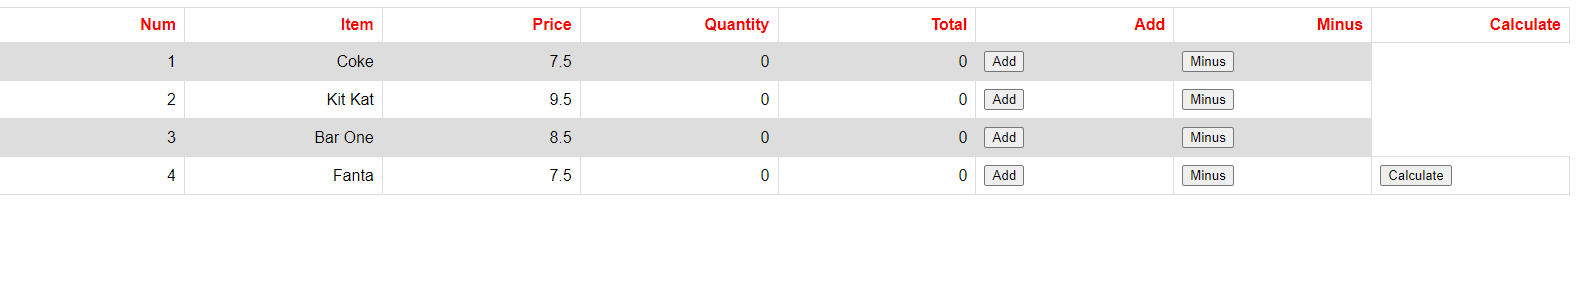 Num Item Price Quantity Total Add Minus Calculate
1 Coke 7.5 0 0 Add Minus
2 Kit Kat 9.5 0 0 Add Minus
3 Bar One 8.5 0 0 Add Minus
4 Fanta 7.5 0 0 Add Minus Calculate